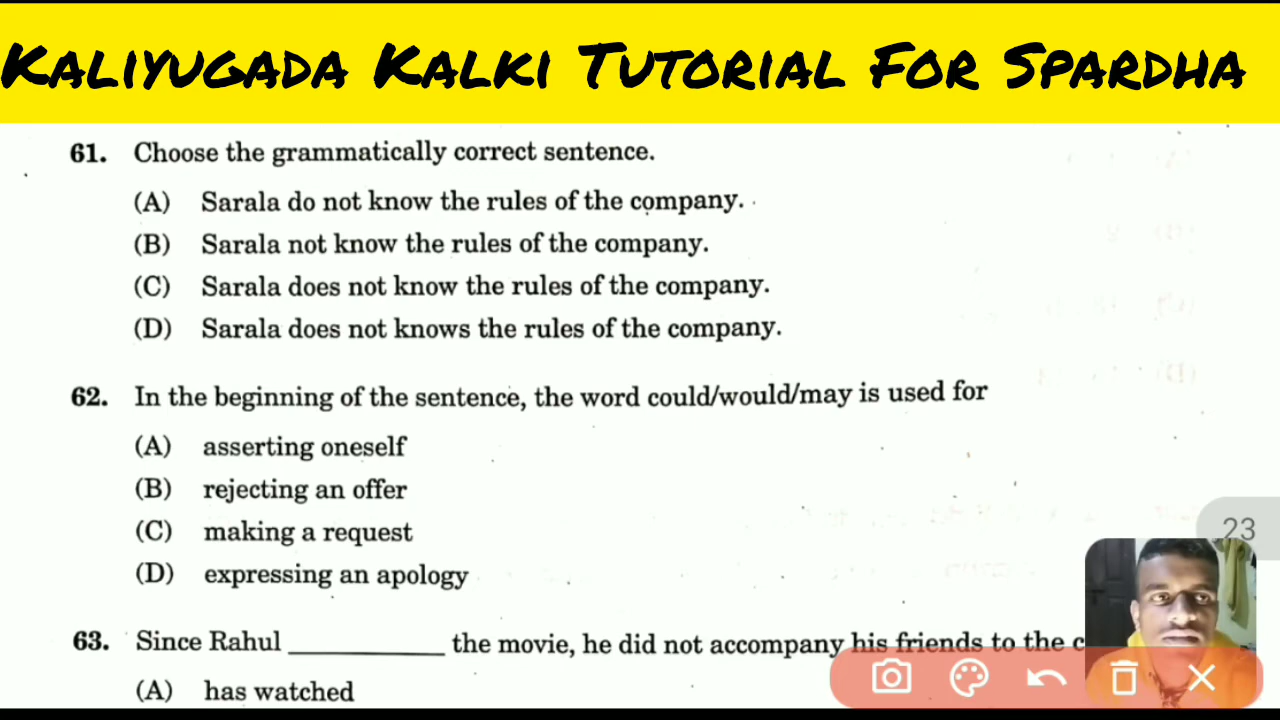 KALIYUGADA KALKI TUTORIAL FOR SPARDHA
61. Choose the grammatically correct sentence.
(A) Sarala do not know the rules of the company.
(B) Sarala not know the rules of the company.
(C) Sarala does not know the rules of the company.
(D) Sarala does not knows the rules of the company.
62. In the beginning of the sentence, the word could/would/may is used for
(A) asserting oneself
(B) rejecting an offer
(C) making a request
(D) expressing an apology
23
63. Since Rahul __________ the movie, he did not accompany his friends to the
(A) has watched